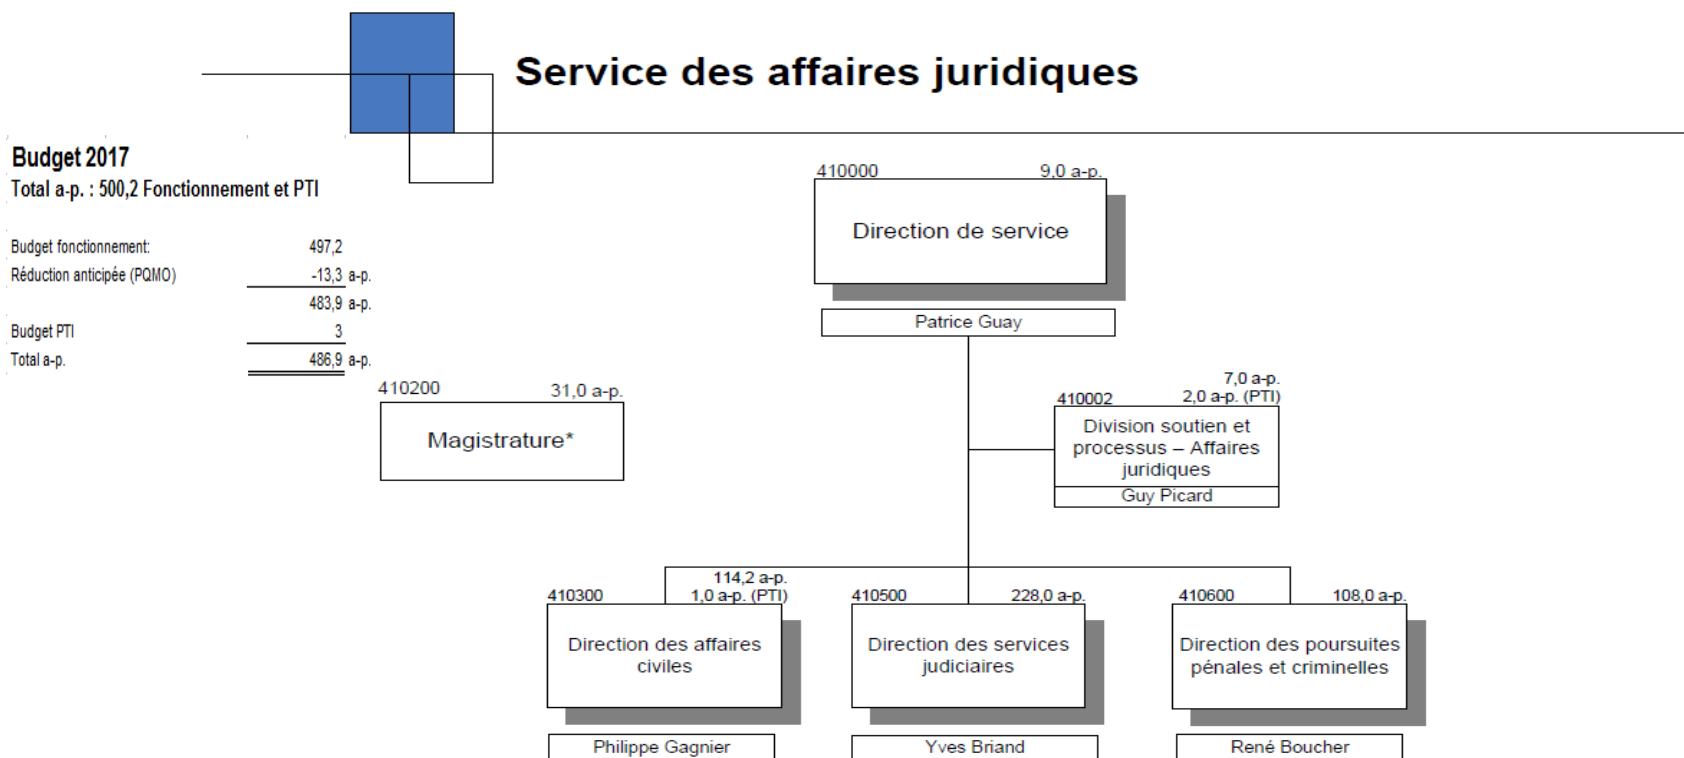 Service des affaires juridiques
Budget 2017
Total a-p. : 500,2 Fonctionnement et PTI
Budget fonctionnement: 497,2
Réduction anticipée (PQMO) -13,3 a-p.
483,9 a-p.
Budget PTI 3
Total a-p. 486,9 a-p.
410000 9,0 a-p.
Direction de service
Patrice Guay
410200 31,0 a-p.
Magistrature*
7,0 a-p.
410002 2,0 a-p. (PTI)
Division soutien et
processus – Affaires
juridiques
Guy Picard
114,2 a-p.
410300 1,0 a-p. (PTI)
Direction des affaires
civiles
Philippe Gagnier
410500 228,0 a-p.
Direction des services
judiciaires
Yves Briand
410600 108,0 a-p.
Direction des poursuites
pénales et criminelles
René Boucher